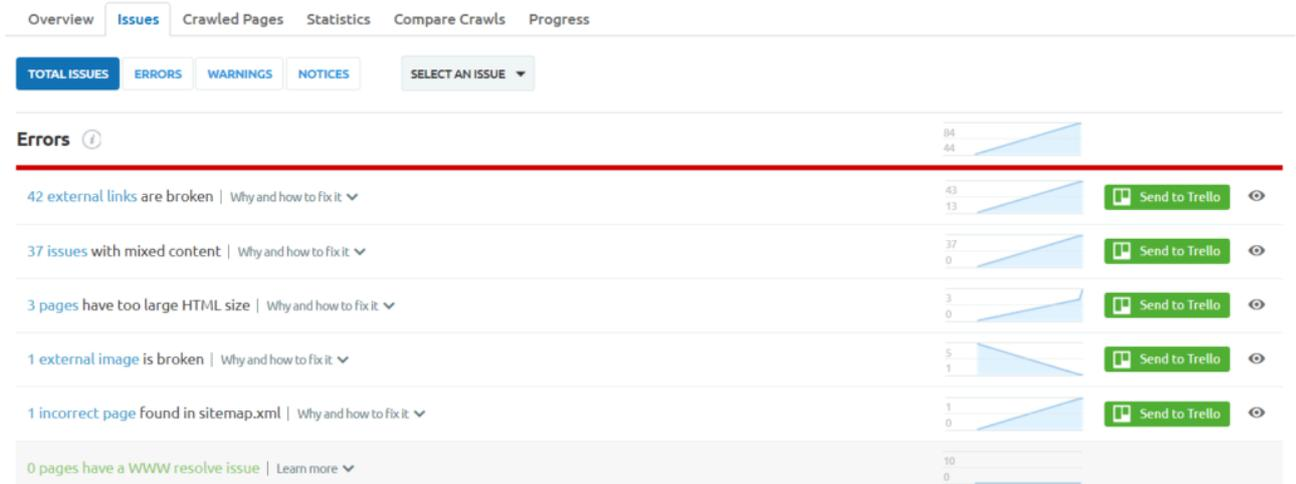 Overview Issues Crawled Pages Statistics Compare Crawls Progress
TOTAL ISSUES ERRORS WARNINGS NOTICES SELECT AN ISSUE
Errors i 84
44
42 external links are broken | Why and how to fix it 43 Send to Trello
13
37 issues with mixed content | Why and how to fix it 37 Send to Trello
0
3 pages have too large HTML size | Why and how to fix it 3 Send to Trello
0
1 external image is broken | Why and how to fix it 5 Send to Trello
1
1 incorrect page found in sitemap.xml | Why and how to fix it 1 Send to Trello
0
0 pages have a WWW resolve issue | Learn more 10
0